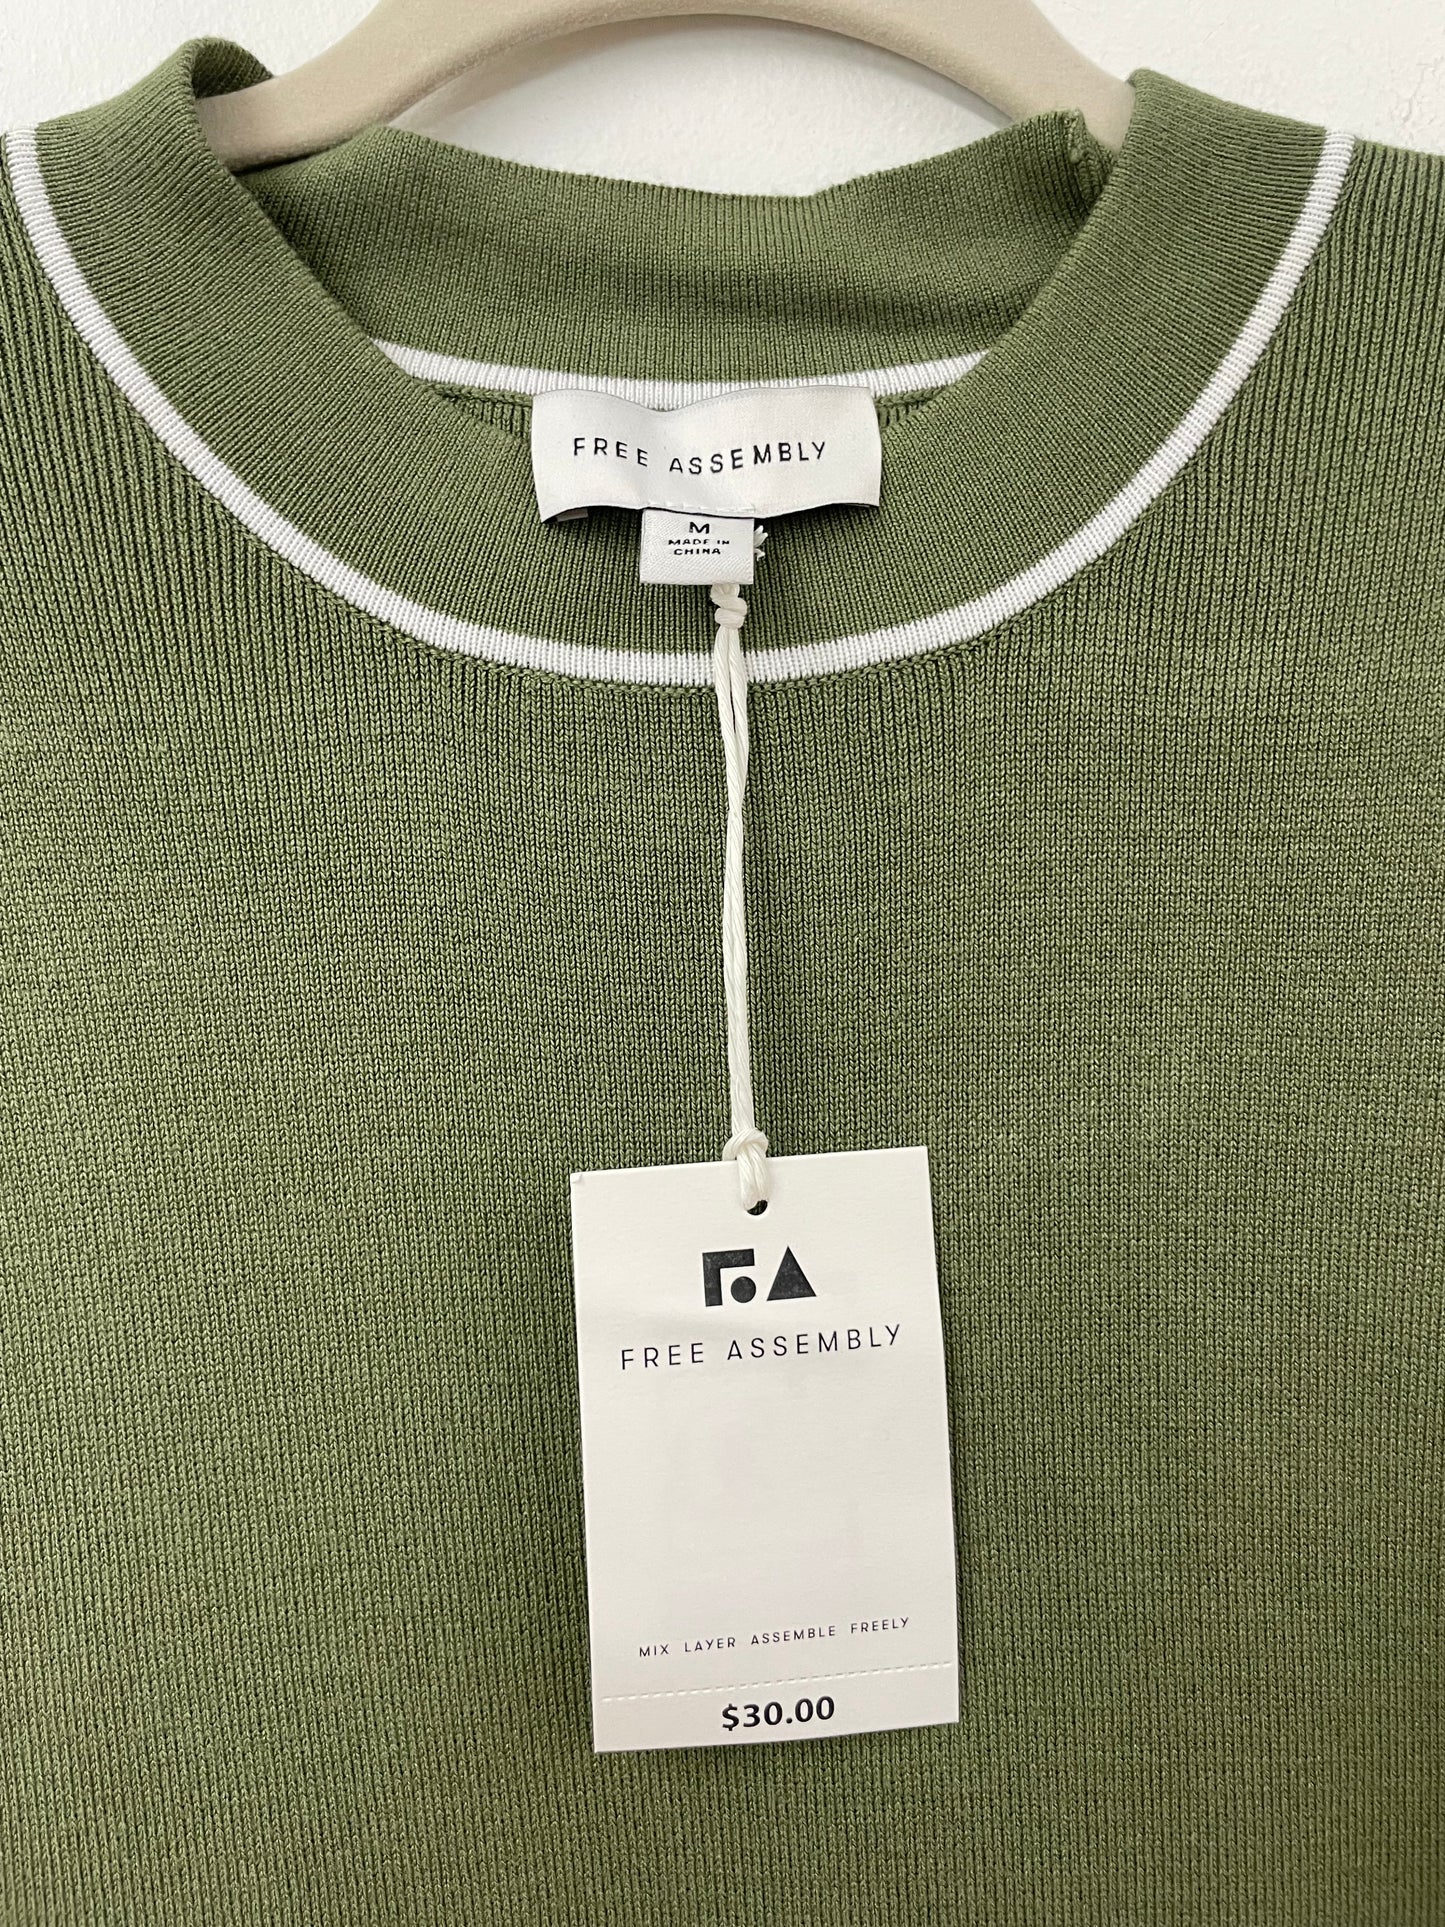 FREE ASSEMBLY
M
MADE IN
CHINA
FREE ASSEMBLY
MIX LAYER ASSEMBLE FREELY
$30.00